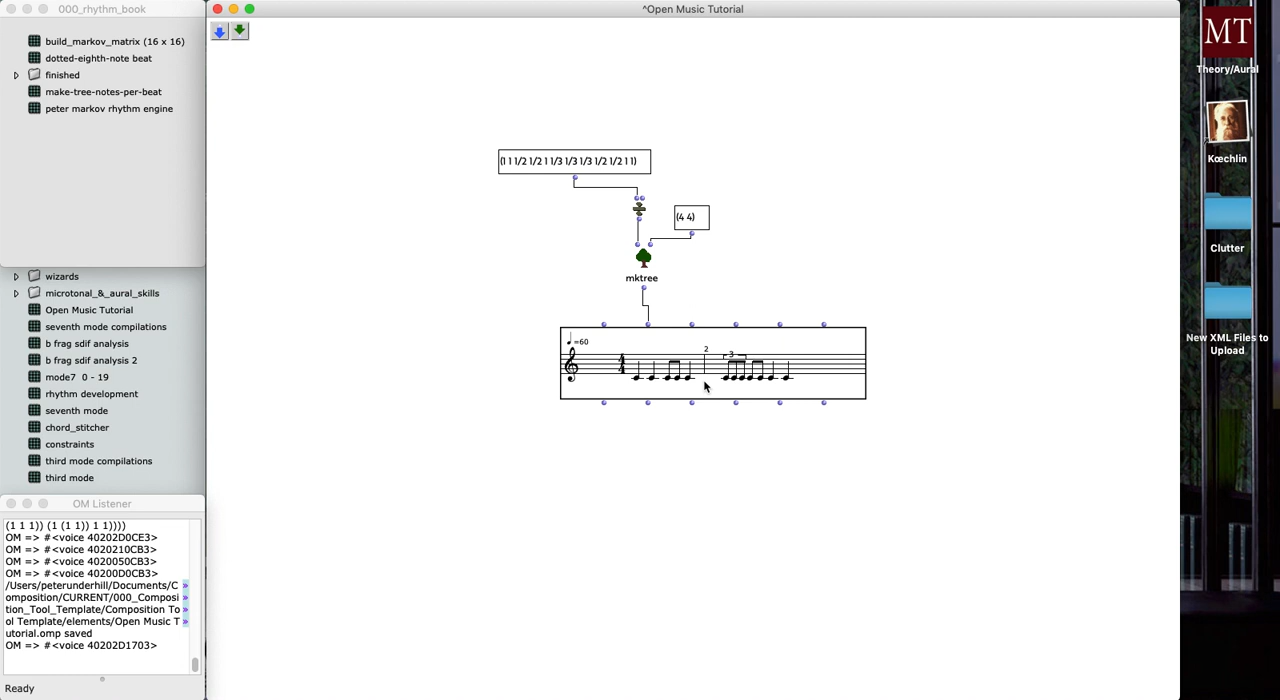 000_rhythm_book
build_markov_matrix (16 x 16)
dotted-eighth-note beat
finished
make-tree-notes-per-beat
peter markov rhythm engine
wizards
microtonal_&_aural_skills
Open Music Tutorial
seventh mode compilations
b frag sdif analysis
b frag sdif analysis 2
mode7  0 - 19
rhythm development
seventh mode
chord_stitcher
constraints
third mode compilations
third mode
OM Listener
(1 1 1)) (1 (1 1)) 1 1))))
OM => #<voice 40202D0CE3>
OM => #<voice 4020210CB3>
OM => #<voice 4020050CB3>
OM => #<voice 40200D0CB3>
/Users/peterunderhill/Documents/C
omposition/CURRENT/000_Composi
tion_Tool_Template/Composition To
ol Template/elements/Open Music T
utorial.omp saved
OM => #<voice 40202D1703>
Ready
^Open Music Tutorial
(1 1 1/2 1/2 1 1/3 1/3 1/3 1/2 1/2 1 1)
(4 4)
mktree
=60
4
4
2
3
MT
Theory/Aural
Kœchlin
Clutter
New XML Files to
Upload